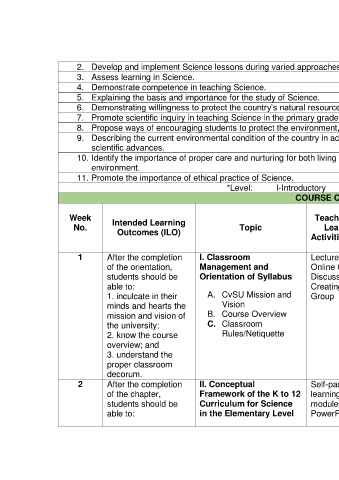 2. Develop and implement Science lessons during varied approaches
3. Assess learning in Science.
4. Demonstrate competence in teaching Science.
5. Explaining the basis and importance for the study of Science.
6. Demonstrating willingness to protect the country's natural resource
7. Promote scientific inquiry in teaching Science in the primary grade
8. Propose ways of encouraging students to protect the environment,
9. Describing the current environmental condition of the country in ac
scientific advances.
10. Identify the importance of proper care and nurturing for both living
environment.
11. Promote the importance of ethical practice of Science.
*Level: I-Introductory
COURSE C
Week
No.
Intended Learning
Outcomes (ILO)
Topic
Teach
Lea
Activiti
1
After the completion
of the orientation,
students should be
able to:
1. inculcate in their
minds and hearts the
mission and vision of
the university;
2. know the course
overview; and
3. understand the
proper classroom
decorum.
I. Classroom
Management and
Orientation of Syllabus
A. CvSU Mission and
Vision
B. Course Overview
C. Classroom
Rules/Netiquette
Lecture
Online
Discuss
Creatin
Group
2
After the completion
of the chapter,
students should be
able to:
II. Conceptual
Framework of the K to 12
Curriculum for Science
in the Elementary Level
Self-pac
learning
module
PowerP